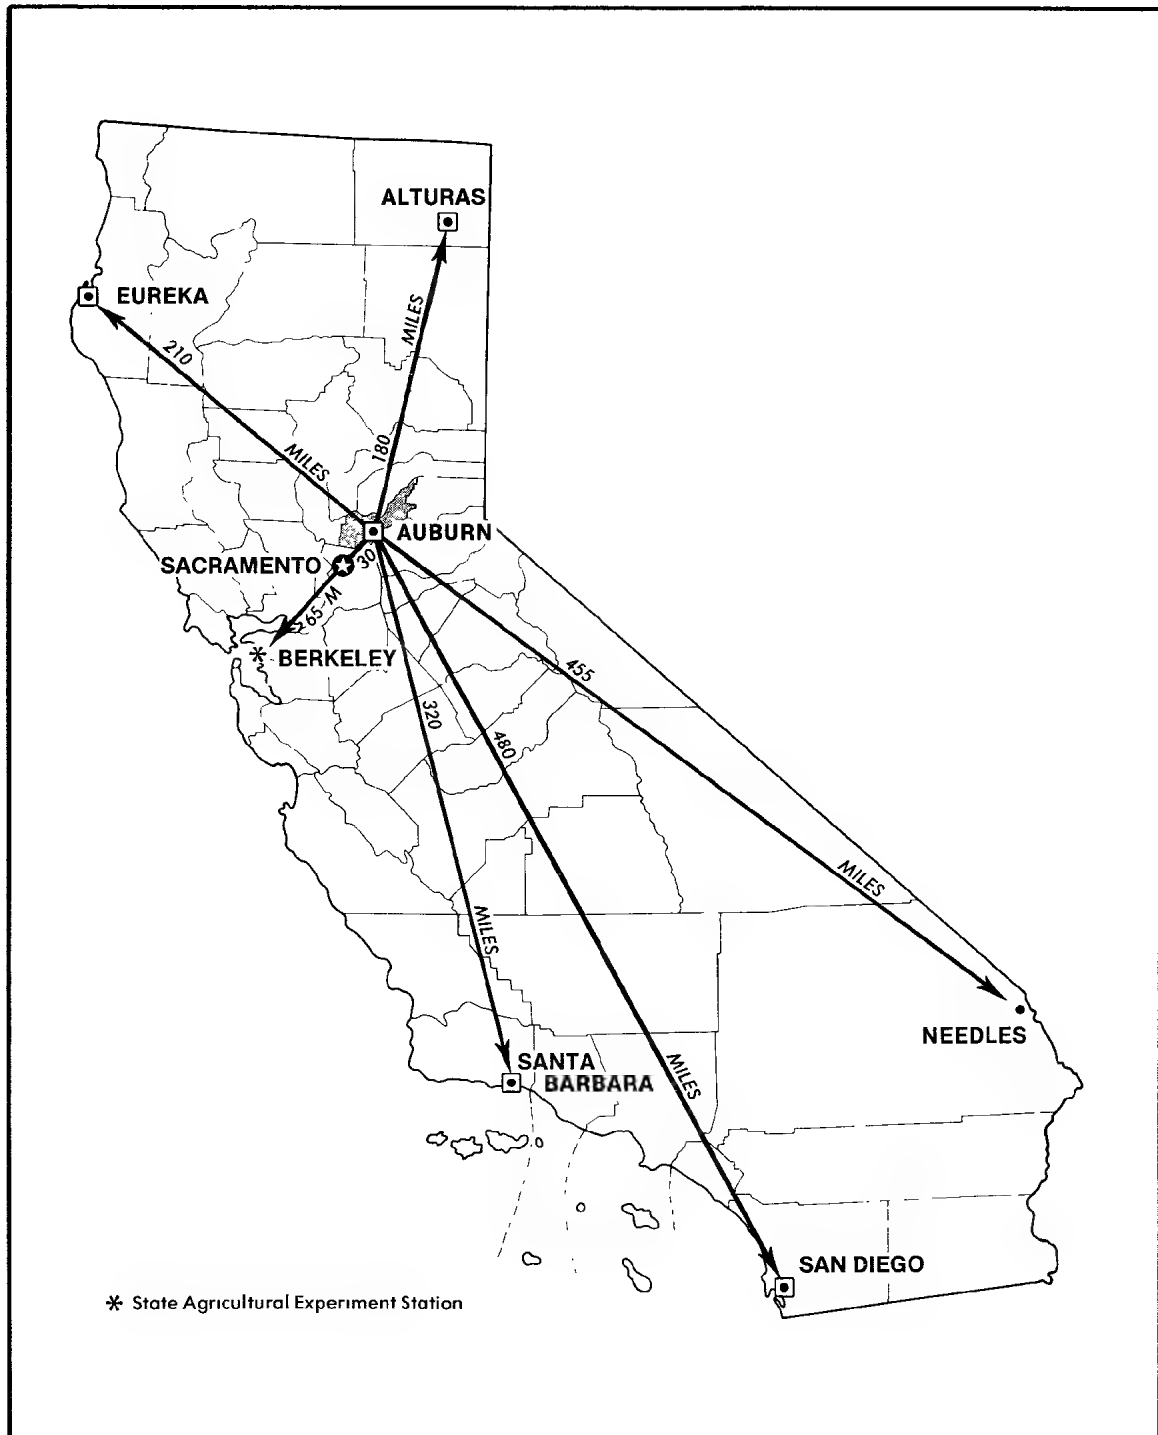 ALTURAS
EUREKA
MILES
210
MILES
180
AUBURN
SACRAMENTO
30
65-M
BERKELEY
455
320
480
MILES
MILES
NEEDLES
SANTA
BARBARA
MILES
SAN DIEGO
* State Agricultural Experiment Station